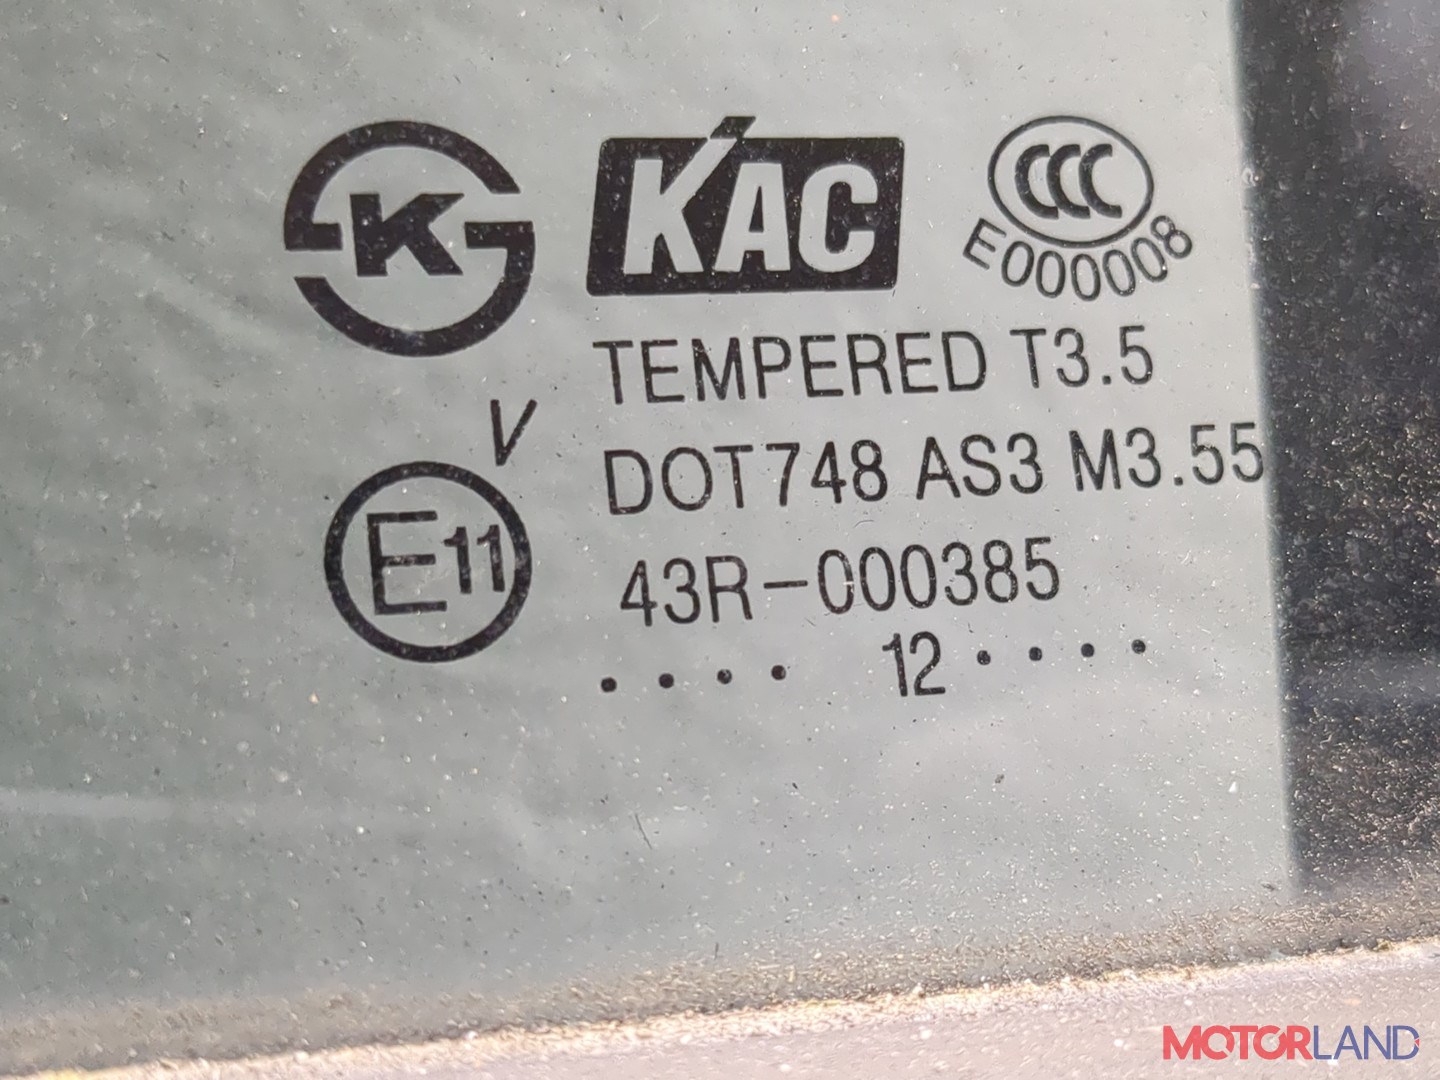 K
KAC
CCC
E000008
TEMPERED T3.5
V
DOT748 AS3 M3.55
E11
43R-000385
.... 12 ....
MOTORLAND